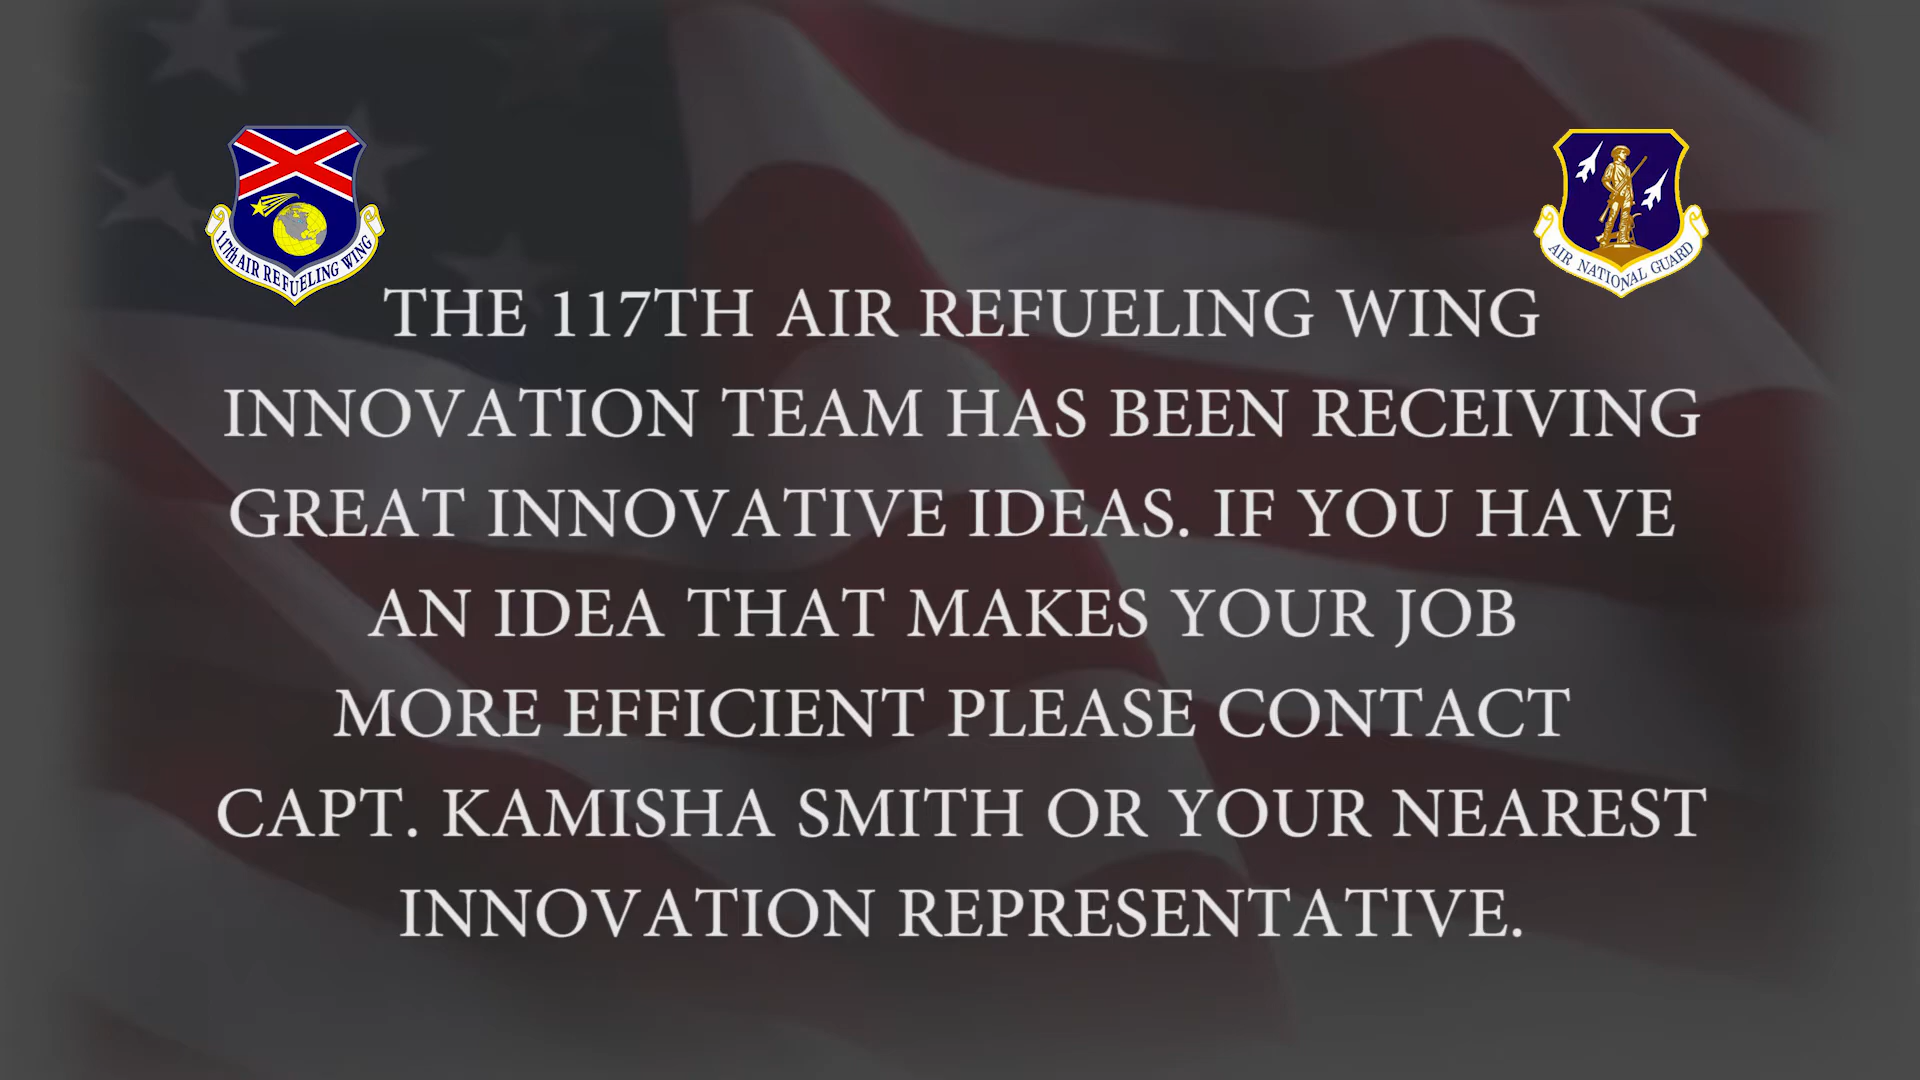 117th AIR REFUELING WING
AIR NATIONAL GUARD
THE 117TH AIR REFUELING WING
INNOVATION TEAM HAS BEEN RECEIVING
GREAT INNOVATIVE IDEAS. IF YOU HAVE
AN IDEA THAT MAKES YOUR JOB
MORE EFFICIENT PLEASE CONTACT
CAPT. KAMISHA SMITH OR YOUR NEAREST
INNOVATION REPRESENTATIVE.